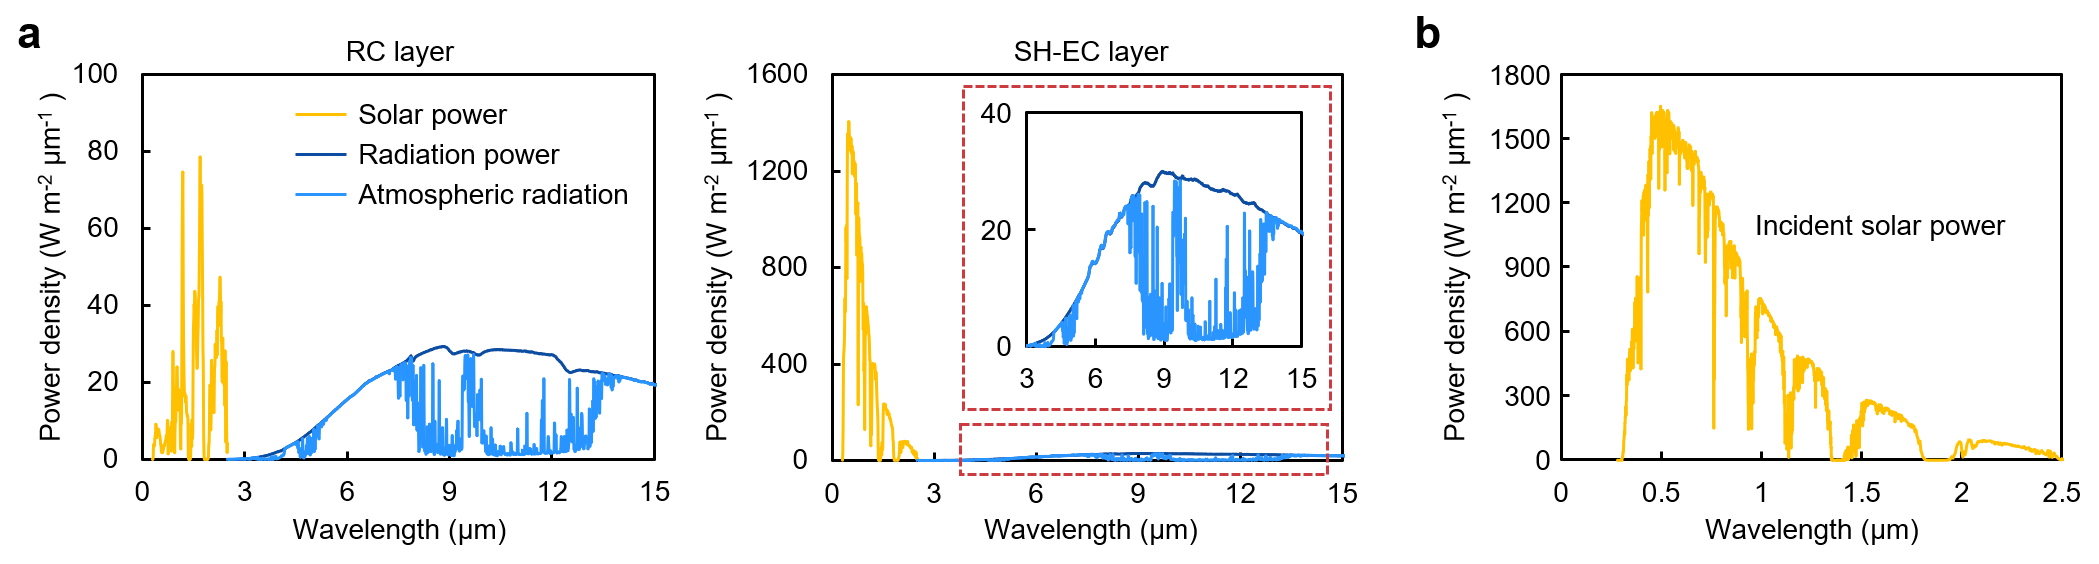 a
RC layer
100
80
60
40
20
0
0 3 6 9 12 15
Wavelength (µm)
Power density (W m-2 µm-1 )
Solar power
Radiation power
Atmospheric radiation
SH-EC layer
1600
1200
800
400
0
0 3 6 9 12 15
Wavelength (µm)
Power density (W m-2 µm-1 )
40
20
0
3 6 9 12 15
b
1800
1500
1200
900
600
300
0
0 0.5 1 1.5 2 2.5
Wavelength (µm)
Power density (W m-2 µm-1 )
Incident solar power